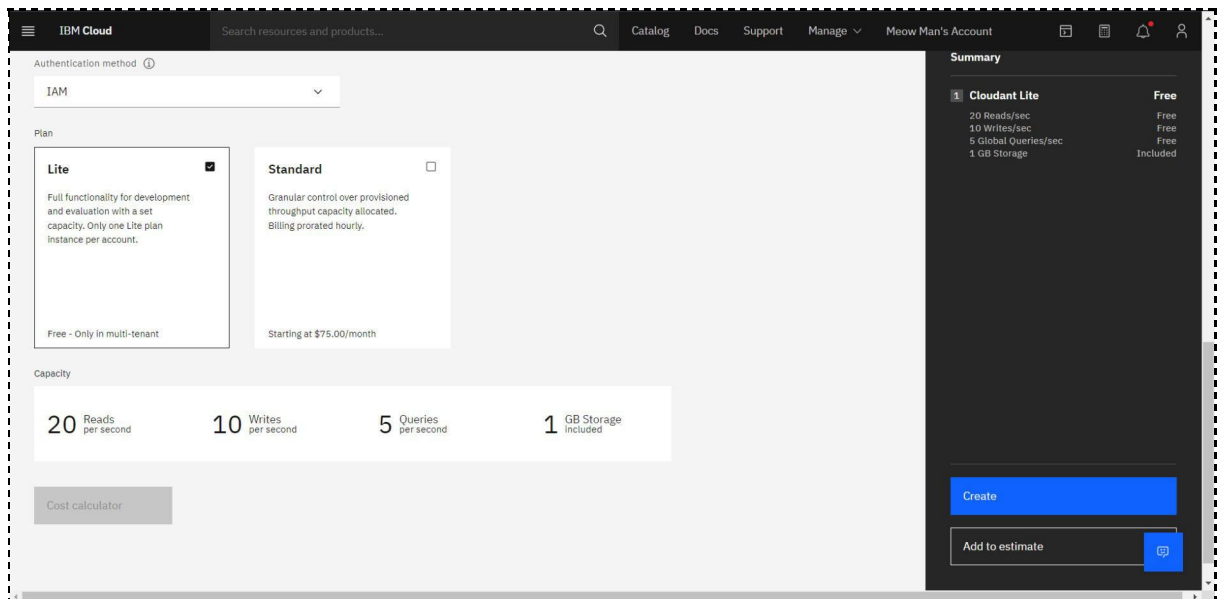 IBM Cloud
Search resources and products...
Catalog
Docs
Support
Manage
Meow Man's Account
Authentication method
IAM
Plan
Lite
Full functionality for development
and evaluation with a set
capacity. Only one Lite plan
instance per account.
Free - Only in multi-tenant
Standard
Granular control over provisioned
throughput capacity allocated.
Billing prorated hourly.
Starting at $75.00/month
Capacity
20 Reads per second
10 Writes per second
5 Queries per second
1 GB Storage included
Cost calculator
Summary
1 Cloudant Lite Free
20 Reads/sec Free
10 Writes/sec Free
5 Global Queries/sec Free
1 GB Storage Included
Create
Add to estimate